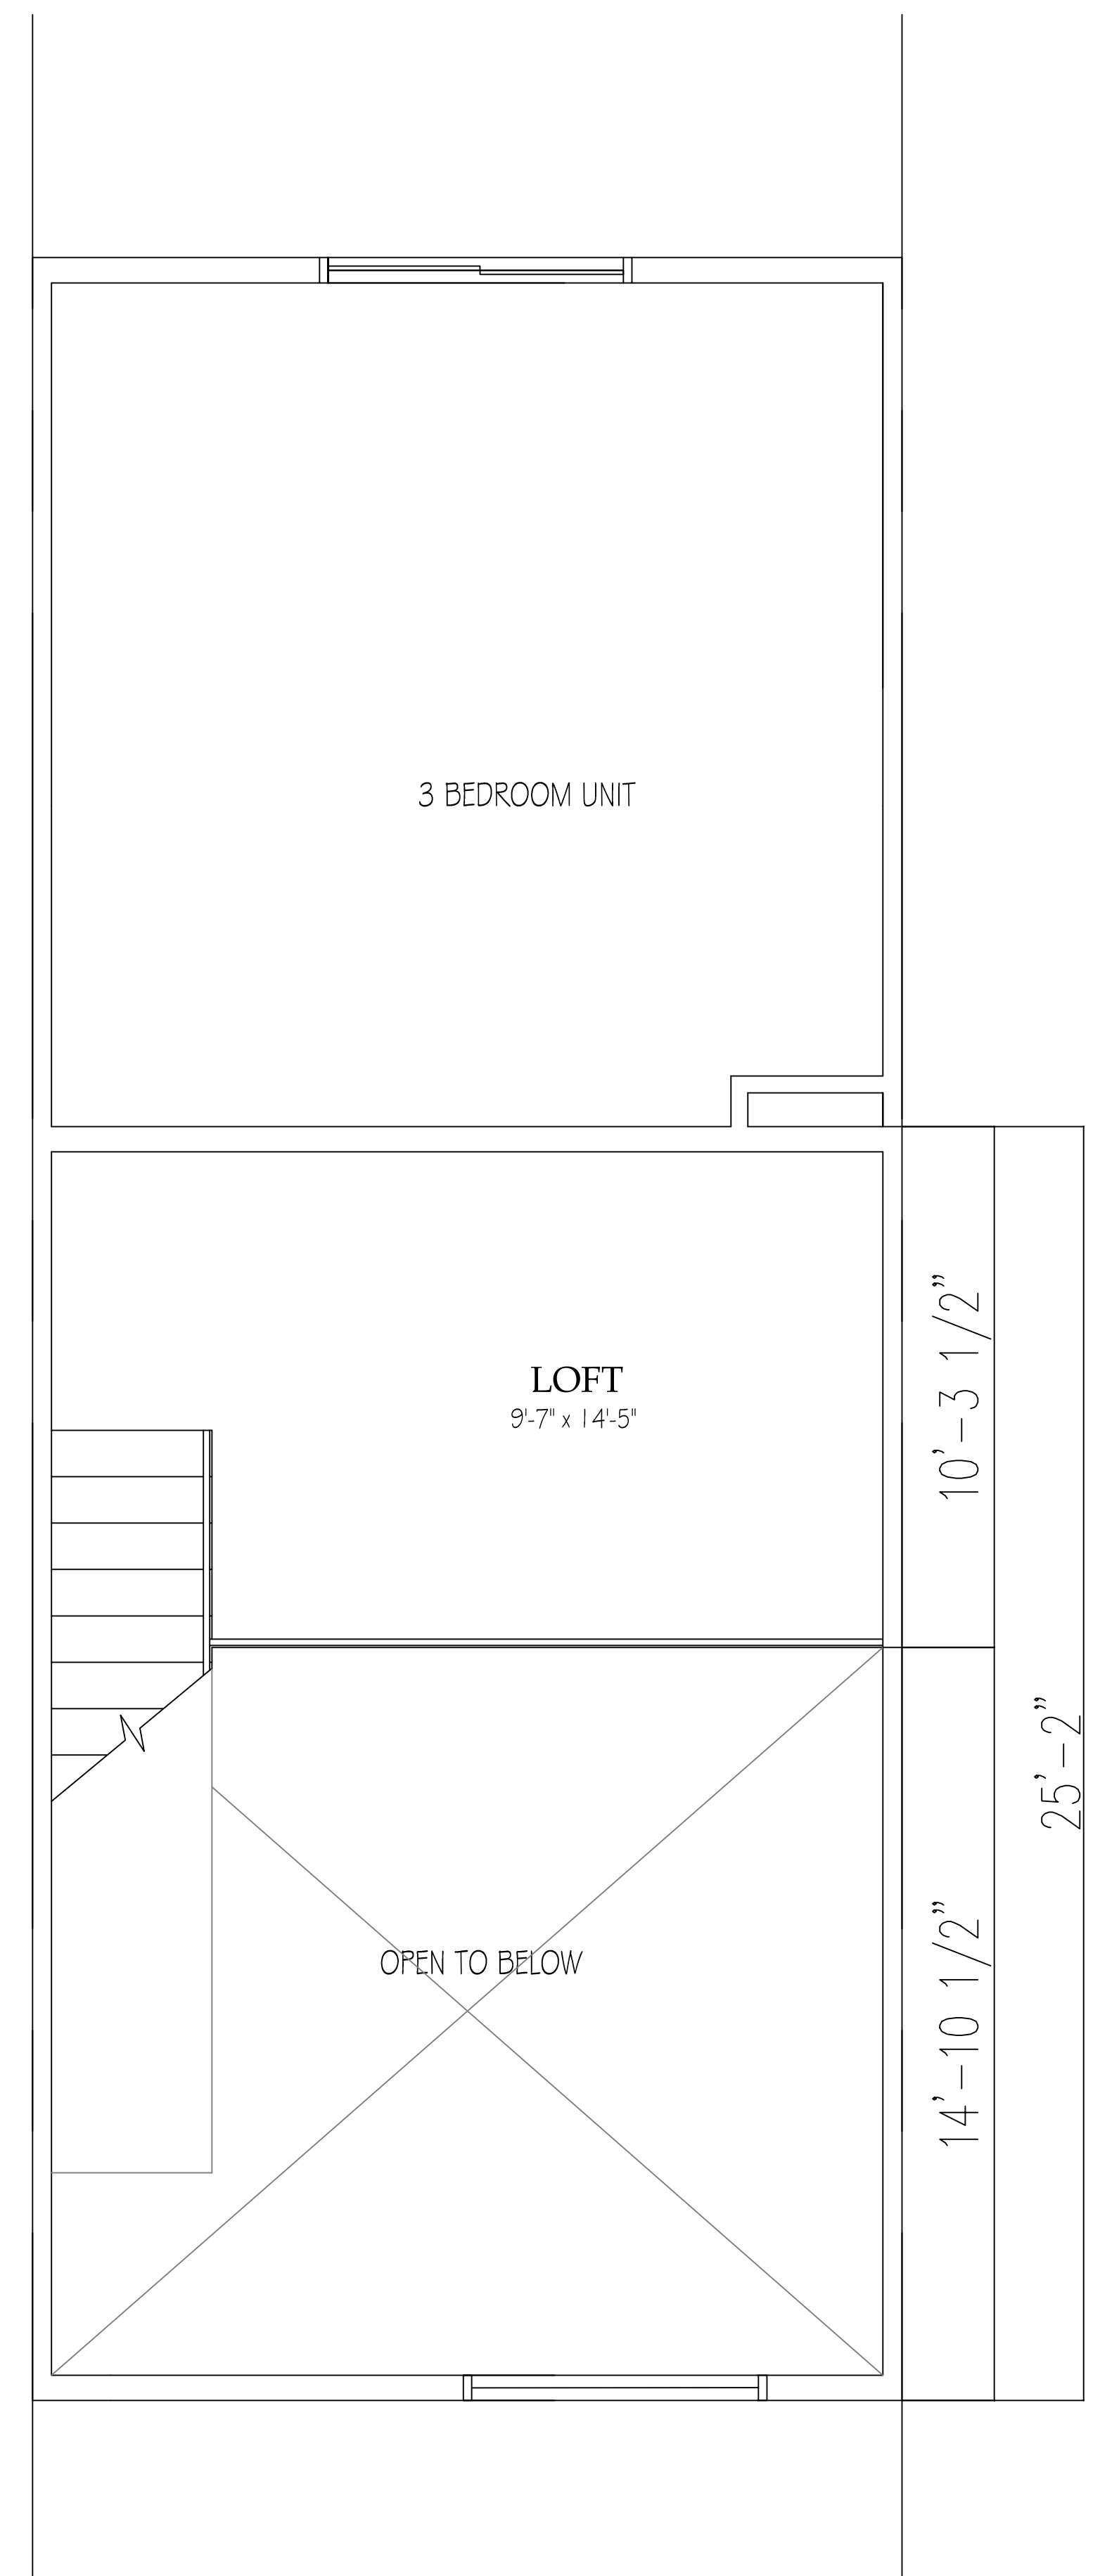 3 BEDROOM UNIT
10'-3 1/2"
LOFT
9'-7" x 14'-5"
25'-2"
14'-10 1/2"
OPEN TO BELOW